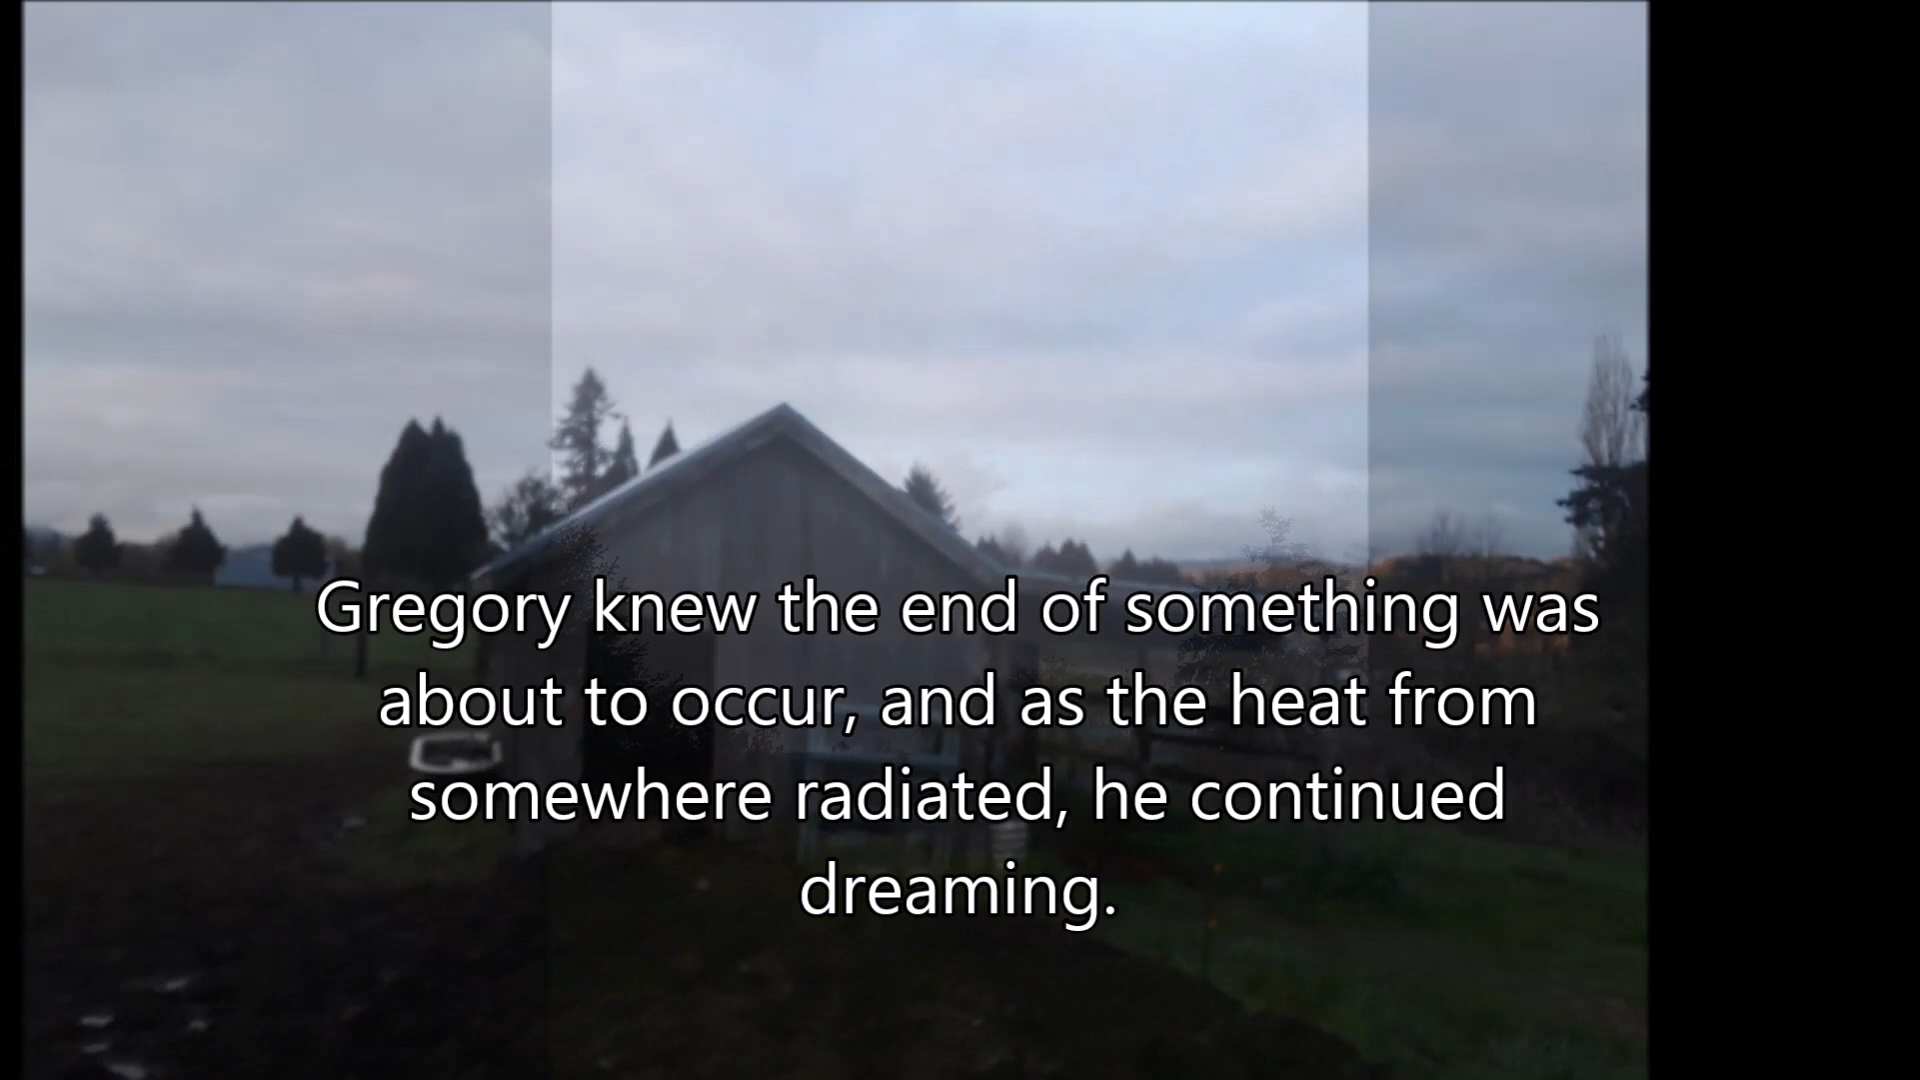 Gregory knew the end of something was
about to occur, and as the heat from
somewhere radiated, he continued
dreaming.